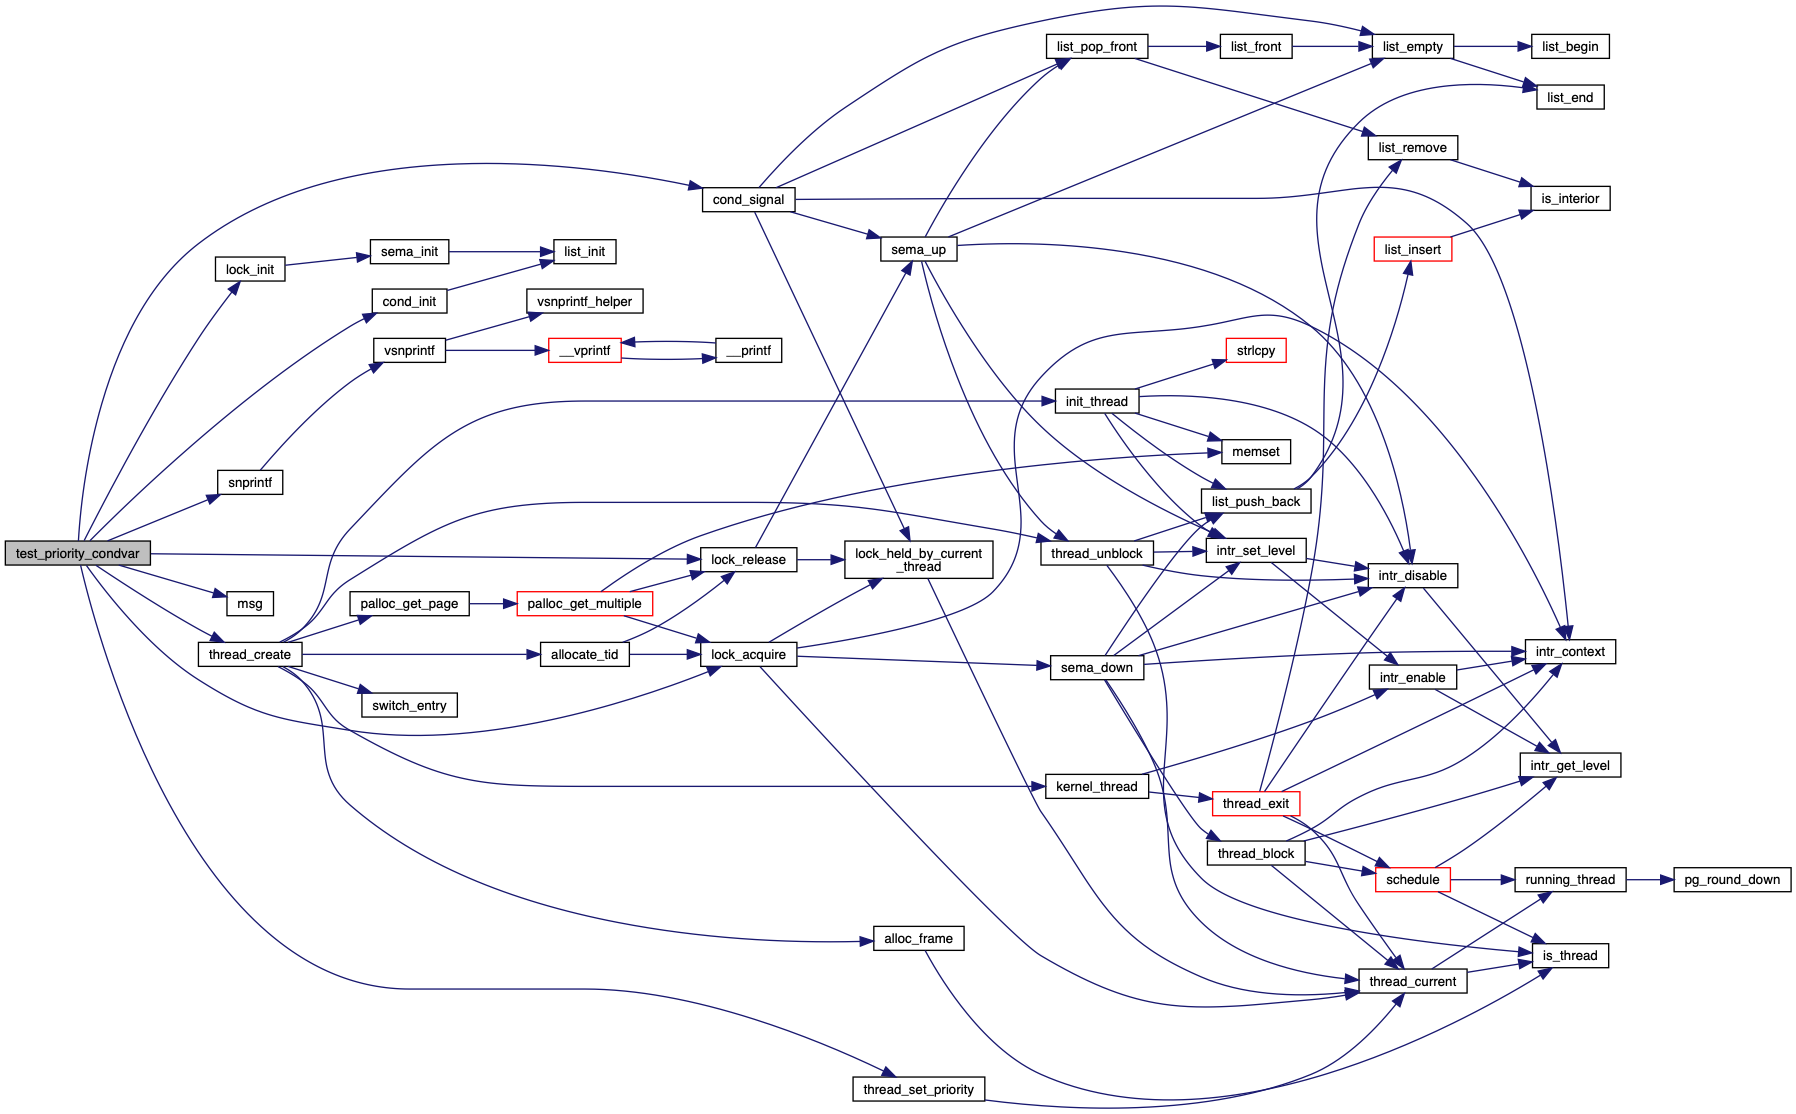 list_pop_front
list_front
list_empty
list_begin
list_end
list_remove
cond_signal
is_interior
sema_up
list_insert
sema_init
list_init
lock_init
cond_init
vsnprintf_helper
vsnprintf
__vprintf
__printf
strlcpy
init_thread
memset
snprintf
list_push_back
test_priority_condvar
lock_release
lock_held_by_current
_thread
thread_unblock
intr_set_level
intr_disable
msg
palloc_get_page
palloc_get_multiple
thread_create
allocate_tid
lock_acquire
sema_down
intr_context
intr_enable
switch_entry
intr_get_level
kernel_thread
thread_exit
thread_block
schedule
running_thread
pg_round_down
alloc_frame
is_thread
thread_current
thread_set_priority